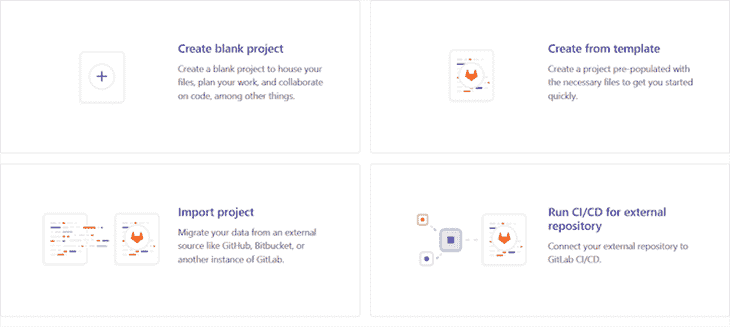 Create blank project
Create a blank project to house your
files, plan your work, and collaborate
on code, among other things.
Create from template
Create a project pre-populated with
the necessary files to get you started
quickly.
Import project
Migrate your data from an external
source like GitHub, Bitbucket, or
another instance of GitLab.
Run CI/CD for external
repository
Connect your external repository to
GitLab CI/CD.